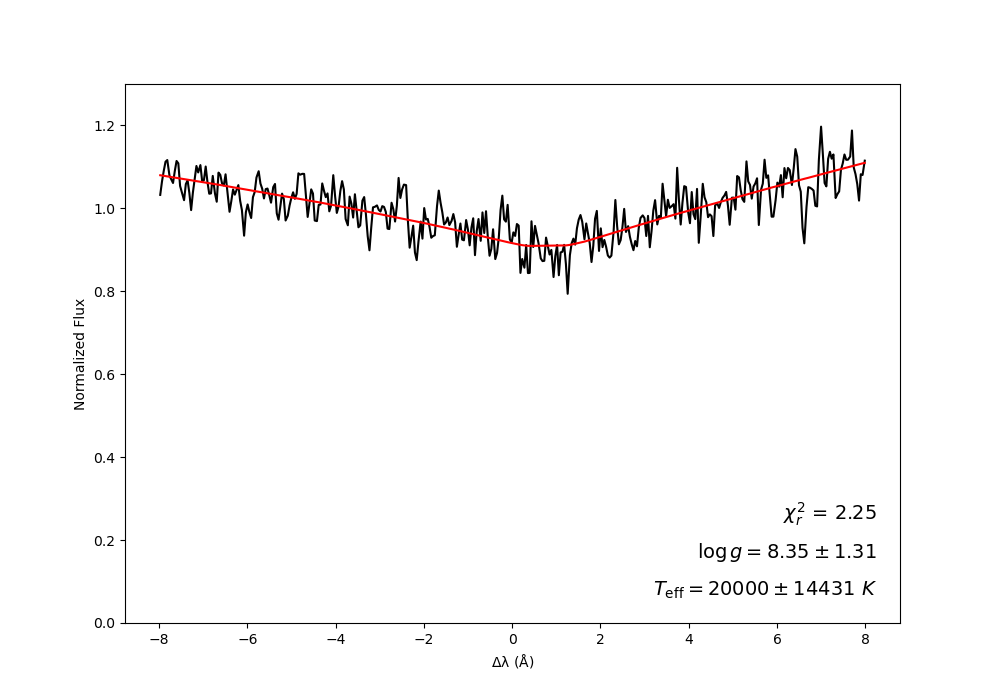 1.2
1.0
0.8
0.6
0.4
0.2
0.0
Normalized Flux
χ²ᵣ = 2.25
log g = 8.35 ± 1.31
T_eff = 20000 ± 14431 K
−8 −6 −4 −2 0 2 4 6 8
Δλ (Å)